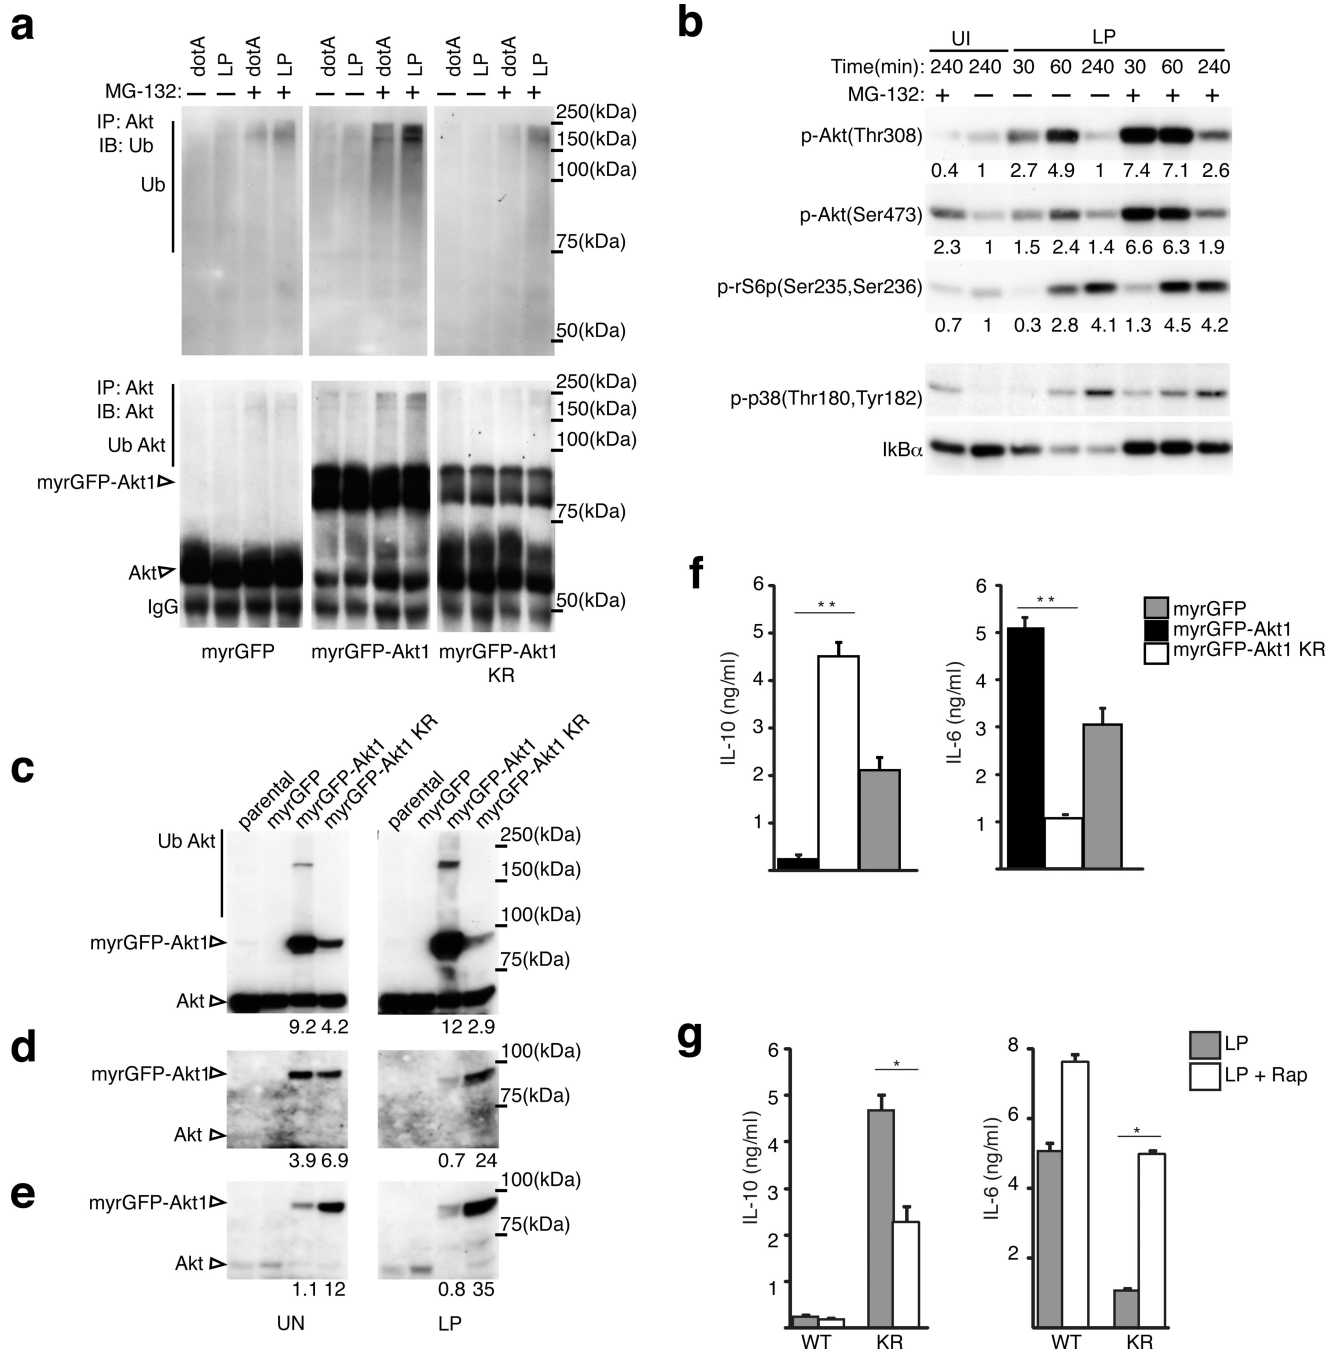 a
dotA LP dotA LP dotA LP dotA LP dotA LP dotA LP
MG-132: − − + + − − + + − − + +
IP: Akt
IB: Ub
Ub
250(kDa)
150(kDa)
100(kDa)
75(kDa)
50(kDa)
IP: Akt
IB: Akt
Ub Akt
myrGFP-Akt1
Akt
IgG
250(kDa)
150(kDa)
100(kDa)
75(kDa)
50(kDa)
myrGFP myrGFP-Akt1 myrGFP-Akt1
KR
b
UI LP
Time(min): 240 240 30 60 240 30 60 240
MG-132: + − − − − + + +
p-Akt(Thr308)
0.4 1 2.7 4.9 1 7.4 7.1 2.6
p-Akt(Ser473)
2.3 1 1.5 2.4 1.4 6.6 6.3 1.9
p-rS6p(Ser235,Ser236)
0.7 1 0.3 2.8 4.1 1.3 4.5 4.2
p-p38(Thr180,Tyr182)
IkBα
c
parental myrGFP myrGFP-Akt1 myrGFP-Akt1 KR parental myrGFP myrGFP-Akt1 myrGFP-Akt1 KR
Ub Akt
myrGFP-Akt1
Akt
250(kDa)
150(kDa)
100(kDa)
75(kDa)
9.2 4.2 12 2.9
d
myrGFP-Akt1
Akt
100(kDa)
75(kDa)
3.9 6.9 0.7 24
e
myrGFP-Akt1
Akt
100(kDa)
75(kDa)
1.1 12 0.8 35
UN LP
f
IL-10 (ng/ml)
6
5
4
3
2
1
**
IL-6 (ng/ml)
6
5
4
3
2
1
**
myrGFP
myrGFP-Akt1
myrGFP-Akt1 KR
g
IL-10 (ng/ml)
6
5
4
3
2
1
*
WT KR
IL-6 (ng/ml)
8
6
4
2
*
WT KR
LP
LP + Rap